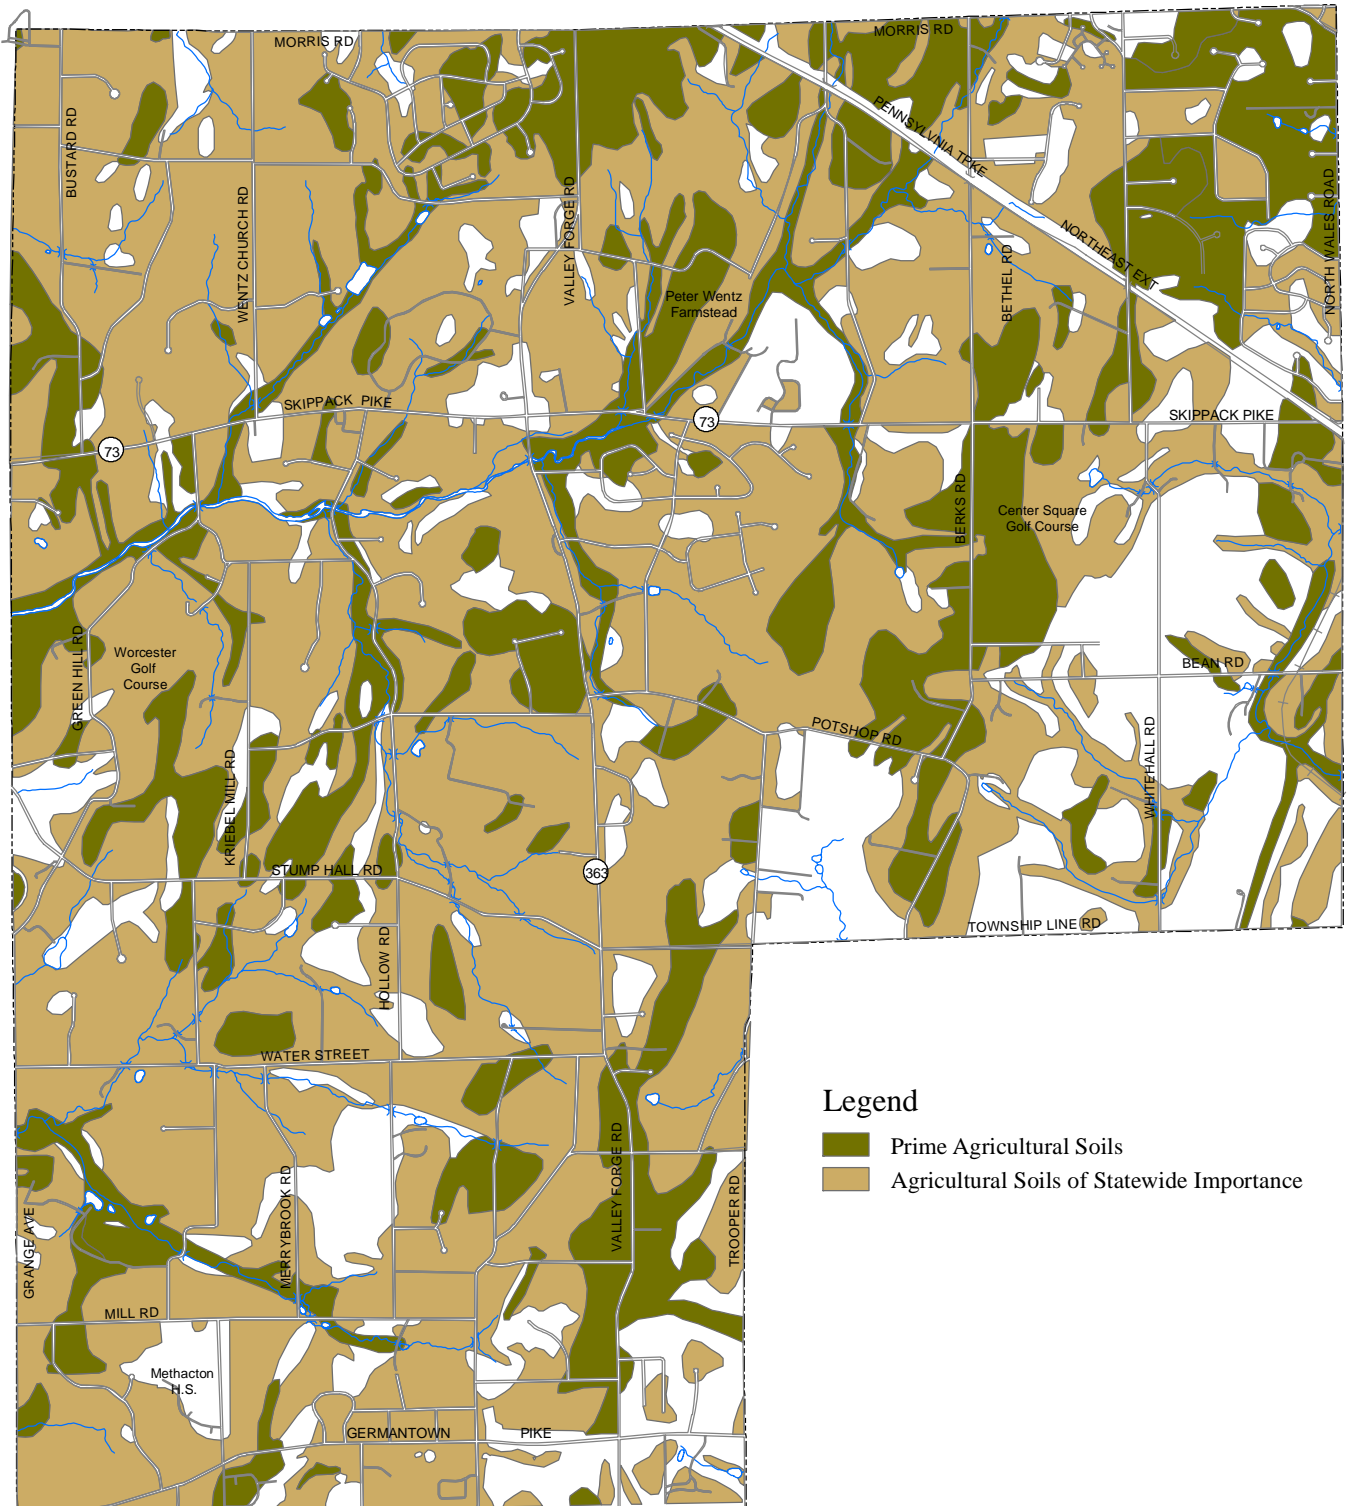 MORRIS RD
MORRIS RD
BUSTARD RD
PENNSYLVNIA TPKE
NORTHEAST EXT
WENTZ CHURCH RD
VALLEY FORGE RD
BETHEL RD
NORTH WALES ROAD
Peter Wentz
Farmstead
SKIPPACK PIKE
73
73
SKIPPACK PIKE
BERKS RD
Center Square
Golf Course
GREEN HILL RD
Worcester
Golf
Course
BEAN RD
POTSHOP RD
WHITEHALL RD
KRIEBEL MILL RD
STUMP HALL RD
363
HOLLOW RD
TOWNSHIP LINE RD
WATER STREET
Legend
Prime Agricultural Soils
Agricultural Soils of Statewide Importance
VALLEY FORGE RD
TROOPER RD
MERRYBROOK RD
GRANGE AVE
MILL RD
Methacton
H.S.
GERMANTOWN PIKE